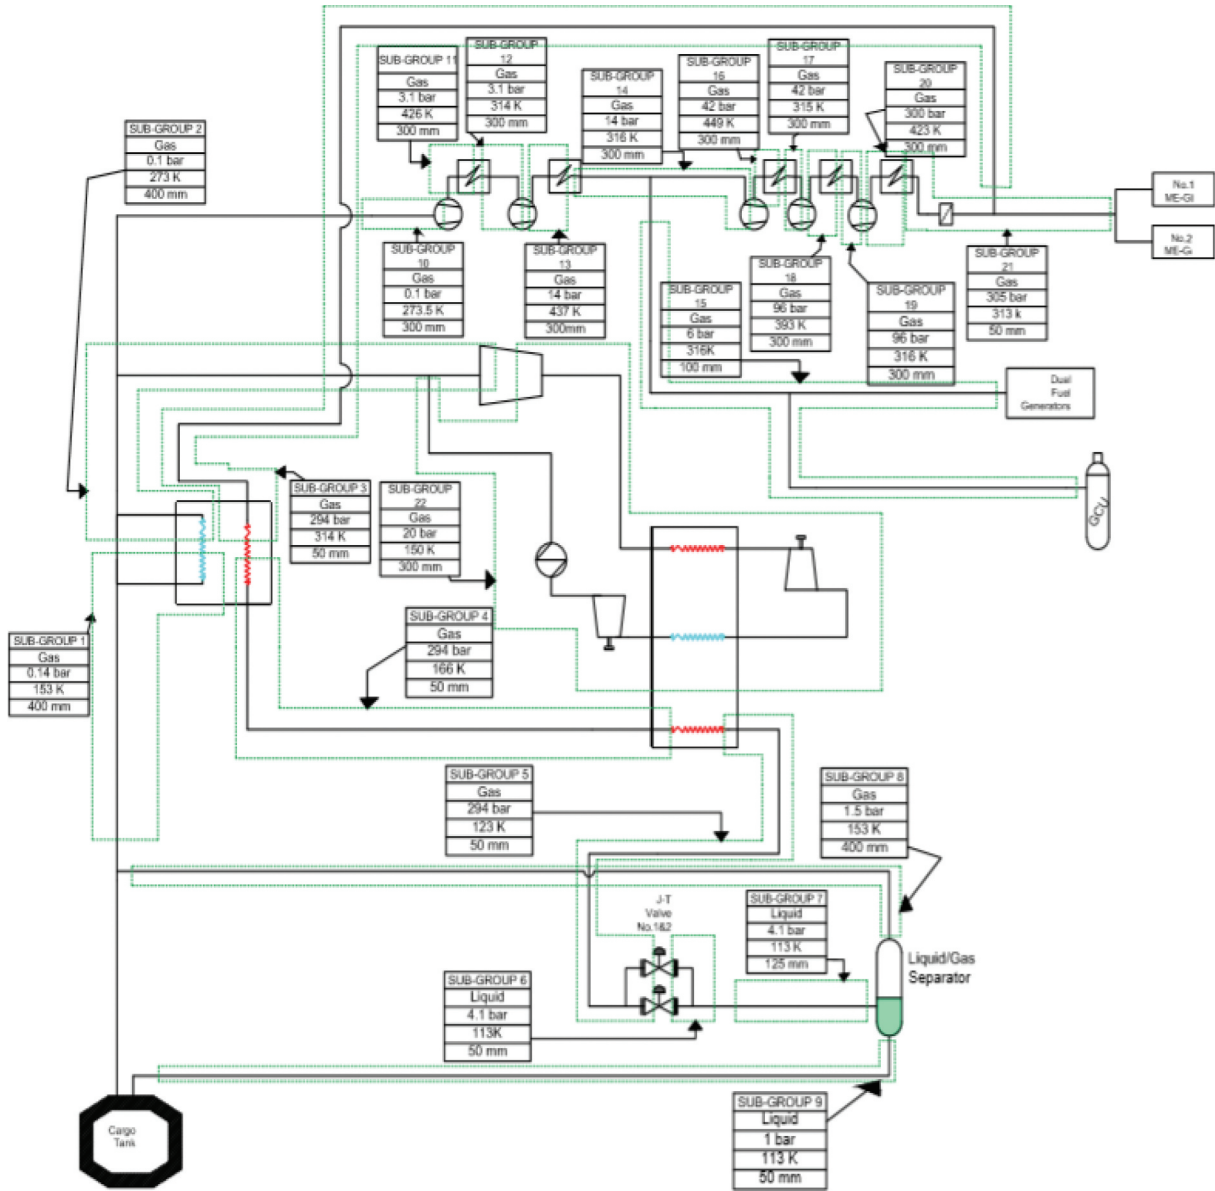 SUB-GROUP 2
Gas
0.1 bar
273 K
400 mm
SUB-GROUP 11
Gas
3.1 bar
426 K
300 mm
SUB-GROUP
12
Gas
3.1 bar
314 K
300 mm
SUB-GROUP
14
Gas
14 bar
316 K
300 mm
SUB-GROUP
16
Gas
42 bar
449 K
300 mm
SUB-GROUP
17
Gas
42 bar
315 K
300 mm
SUB-GROUP
20
Gas
300 bar
423 K
300 mm
No.1
ME-GI
No.2
ME-Gi
SUB-GROUP
10
Gas
0.1 bar
273.5 K
300 mm
SUB-GROUP
13
Gas
14 bar
437 K
300mm
SUB-GROUP
15
Gas
6 bar
316K
100 mm
SUB-GROUP
18
Gas
96 bar
393 K
300 mm
SUB-GROUP
19
Gas
96 bar
316 K
300 mm
SUB-GROUP
21
Gas
305 bar
313 k
50 mm
Dual
Fuel
Generators
GCU
SUB-GROUP 3
Gas
294 bar
314 K
50 mm
SUB-GROUP
22
Gas
20 bar
150 K
300 mm
SUB-GROUP 1
Gas
0.14 bar
153 K
400 mm
SUB-GROUP 4
Gas
294 bar
166 K
50 mm
SUB-GROUP 5
Gas
294 bar
123 K
50 mm
SUB-GROUP 8
Gas
1.5 bar
153 K
400 mm
J-T
Valve
No.1&2
SUB-GROUP 7
Liquid
4.1 bar
113 K
125 mm
Liquid/Gas
Separator
SUB-GROUP 6
Liquid
4.1 bar
113K
50 mm
SUB-GROUP 9
Liquid
1 bar
113 K
50 mm
Cargo
Tank